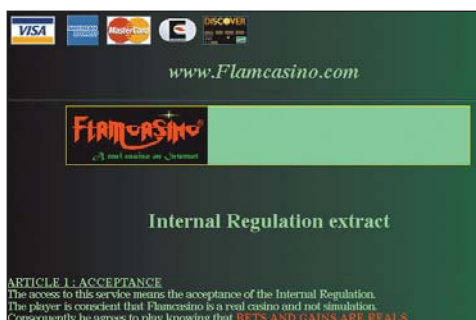 VISA
AMERICAN EXPRESS
MasterCard
DISCOVER
www.Flamcasino.com
FLAMCASINO
A real casino on Internet
Internal Regulation extract
ARTICLE 1 : ACCEPTANCE
The access to this service means the acceptance of the Internal Regulation.
The player is conscient that Flamcasino is a real casino and not simulation.
Consequently he agrees to play knowing that BETS AND GAINS ARE REALS